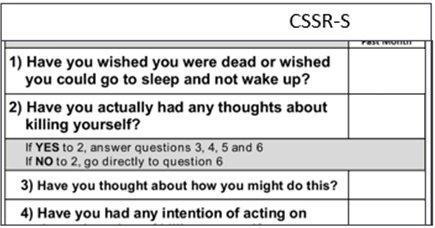 CSSR-S
Past Month
1) Have you wished you were dead or wished
you could go to sleep and not wake up?
2) Have you actually had any thoughts about
killing yourself?
If YES to 2, answer questions 3, 4, 5 and 6
If NO to 2, go directly to question 6
3) Have you thought about how you might do this?
4) Have you had any intention of acting on